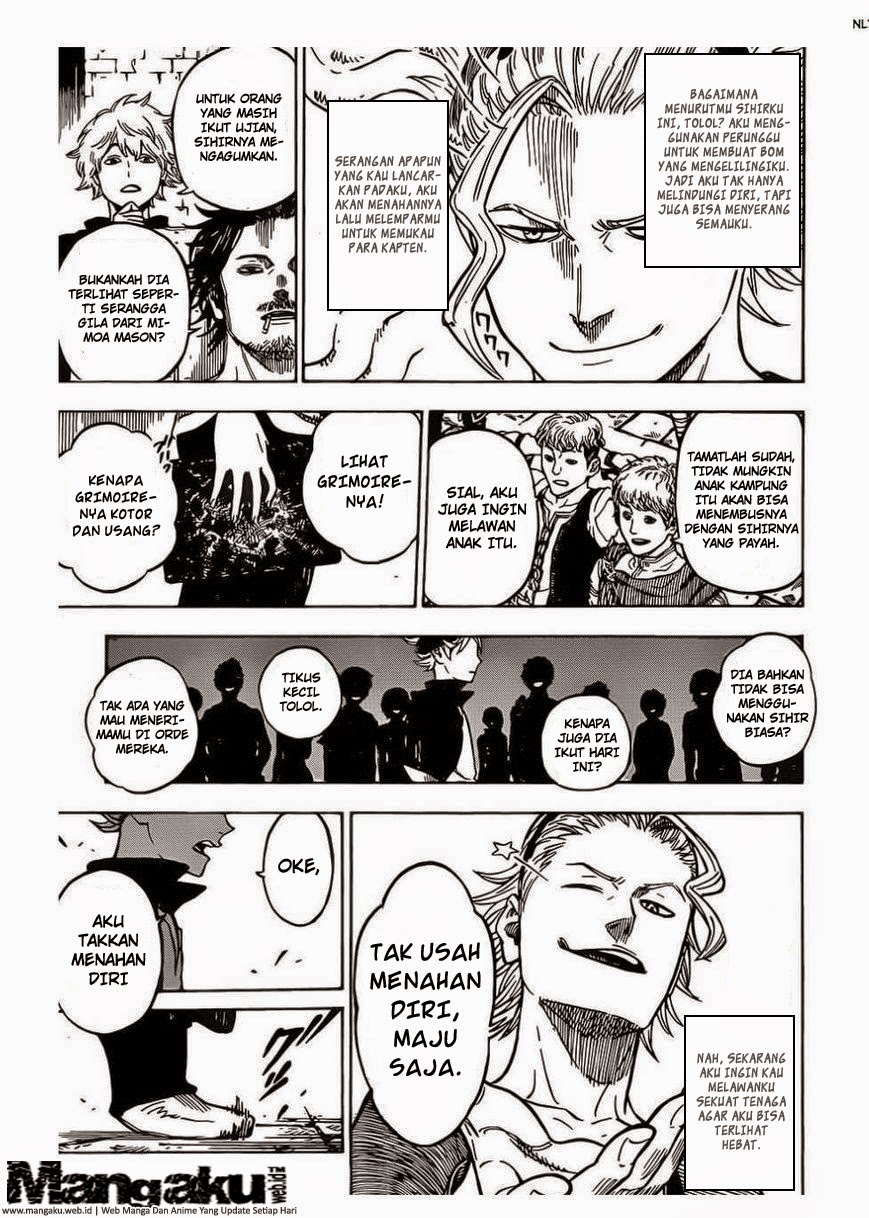 NLY
BAGAIMANA
MENURUTMU SIHIRKU
INI, TOLOL? AKU MENG-
GUNAKAN PERUNGGU
UNTUK MEMBUAT BOM
YANG MENGELILINGIKU.
JADI AKU TAK HANYA
MELINDUNGI DIRI, TAPI
JUGA BISA MENYERANG
SEMAUKU.
SERANGAN APAPUN
YANG KAU LANCAR-
KAN PADAKU, AKU
AKAN MENAHANNYA
LALU MELEMPARMU
UNTUK MEMUKAU
PARA KAPTEN.
UNTUK ORANG
YANG MASIH
IKUT UJIAN,
SIHIRNYA ME-
NGAGUMKAN.
BUKANKAH DIA
TERLIHAT SEPER-
TI SERANGGA
GILA DARI MI-
MOA MASON?
TAMATLAH SUDAH,
TIDAK MUNGKIN
ANAK KAMPUNG
ITU AKAN BISA
MENEMBUSNYA
DENGAN SIHIRNYA
YANG PAYAH.
SIAL, AKU
JUGA INGIN
MELAWAN
ANAK ITU.
LIHAT
GRIMOIRE-
NYA!
KENAPA
GRIMOIRE-
NYA KOTOR
DAN USANG?
DIA BAHKAN
TIDAK BISA
MENGGU-
NAKAN SIHIR
BIASA?
KENAPA
JUGA DIA
IKUT HARI
INI?
TIKUS
KECIL
TOLOL.
TAK ADA YANG
MAU MENERI-
MAMU DI ORDE
MEREKA.
TAK USAH
MENAHAN
DIRI,
MAJU
SAJA.
NAH, SEKARANG
AKU INGIN KAU
MELAWANKU
SEKUAT TENAGA
AGAR AKU BISA
TERLIHAT
HEBAT.
OKE,
AKU
TAKKAN
MENAHAN
DIRI
Mangaku
www.mangaku.web.id | Web Manga Dan Anime Yang Update Setiap Hari